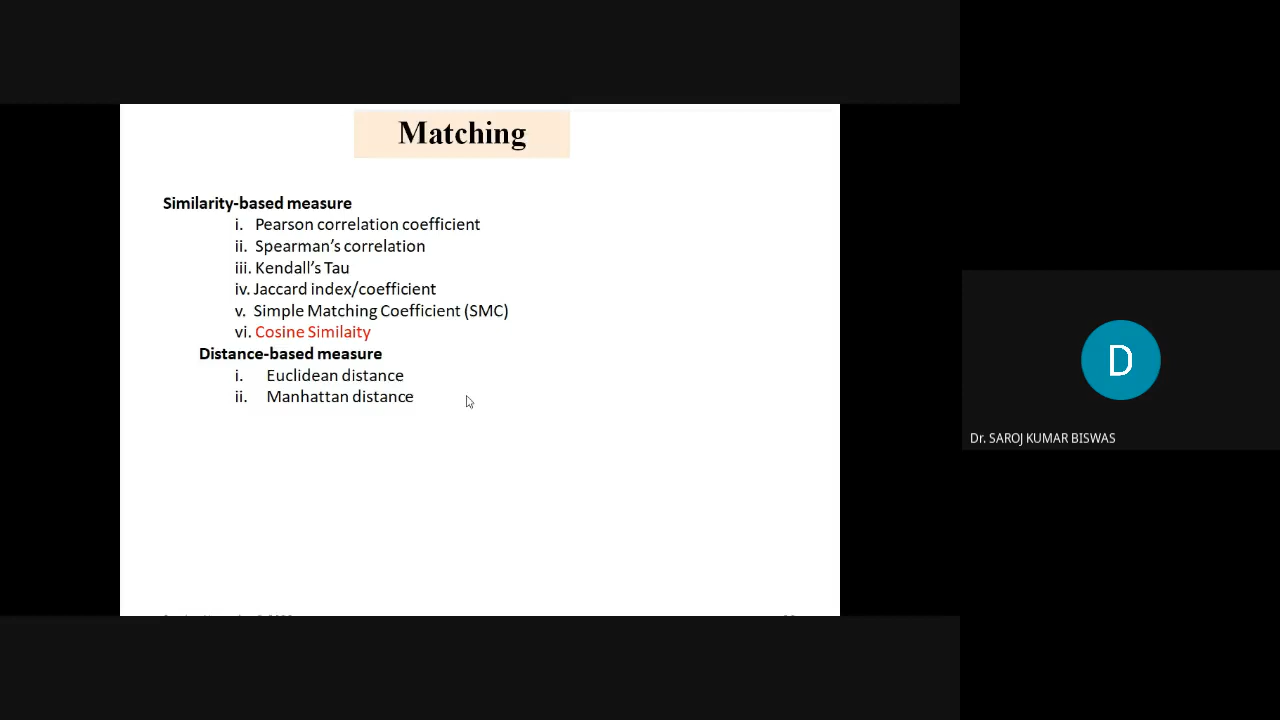 Matching
Similarity-based measure
i. Pearson correlation coefficient
ii. Spearman's correlation
iii. Kendall's Tau
iv. Jaccard index/coefficient
v. Simple Matching Coefficient (SMC)
vi. Cosine Similaity
Distance-based measure
i. Euclidean distance
ii. Manhattan distance
D
Dr. SAROJ KUMAR BISWAS